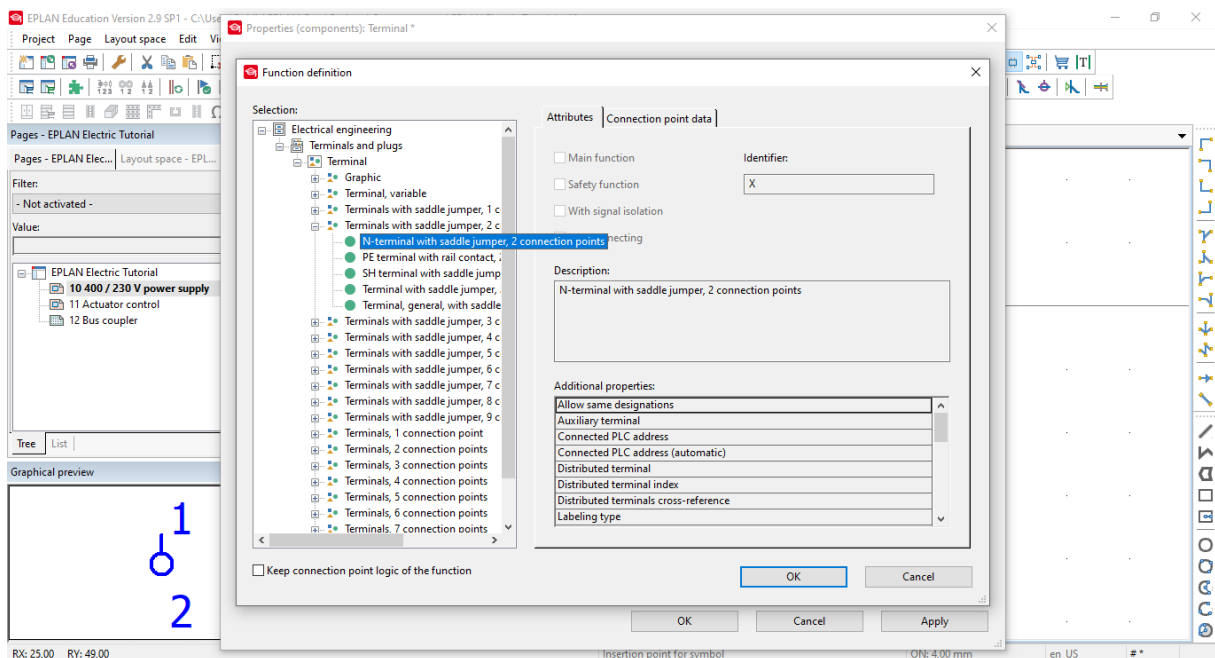 EPLAN Education Version 2.9 SP1 - C:\Use
Project Page Layout space Edit Vi
Pages - EPLAN Electric Tutorial
Pages - EPLAN Elec... Layout space - EPL...
Filter:
- Not activated -
Value:
EPLAN Electric Tutorial
10 400 / 230 V power supply
11 Actuator control
12 Bus coupler
Tree List
Graphical preview
1
2
Properties (components): Terminal *
Function definition
Selection:
Electrical engineering
Terminals and plugs
Terminal
Graphic
Terminal, variable
Terminals with saddle jumper, 1 c
Terminals with saddle jumper, 2 c
N-terminal with saddle jumper, 2 connection points
PE terminal with rail contact, 
SH terminal with saddle jump
Terminal with saddle jumper,
Terminal, general, with saddle
Terminals with saddle jumper, 3 c
Terminals with saddle jumper, 4 c
Terminals with saddle jumper, 5 c
Terminals with saddle jumper, 6 c
Terminals with saddle jumper, 7 c
Terminals with saddle jumper, 8 c
Terminals with saddle jumper, 9 c
Terminals, 1 connection point
Terminals, 2 connection points
Terminals, 3 connection points
Terminals, 4 connection points
Terminals, 5 connection points
Terminals, 6 connection points
Terminals, 7 connection points
Attributes Connection point data
Main function
Identifier:
Safety function
X
With signal isolation
necting
Description:
N-terminal with saddle jumper, 2 connection points
Additional properties:
Allow same designations
Auxiliary terminal
Connected PLC address
Connected PLC address (automatic)
Distributed terminal
Distributed terminal index
Distributed terminals cross-reference
Labeling type
Keep connection point logic of the function
OK Cancel
OK Cancel Apply
RX: 25.00 RY: 49.00 Insertion point for symbol ON: 4.00 mm en_US # *